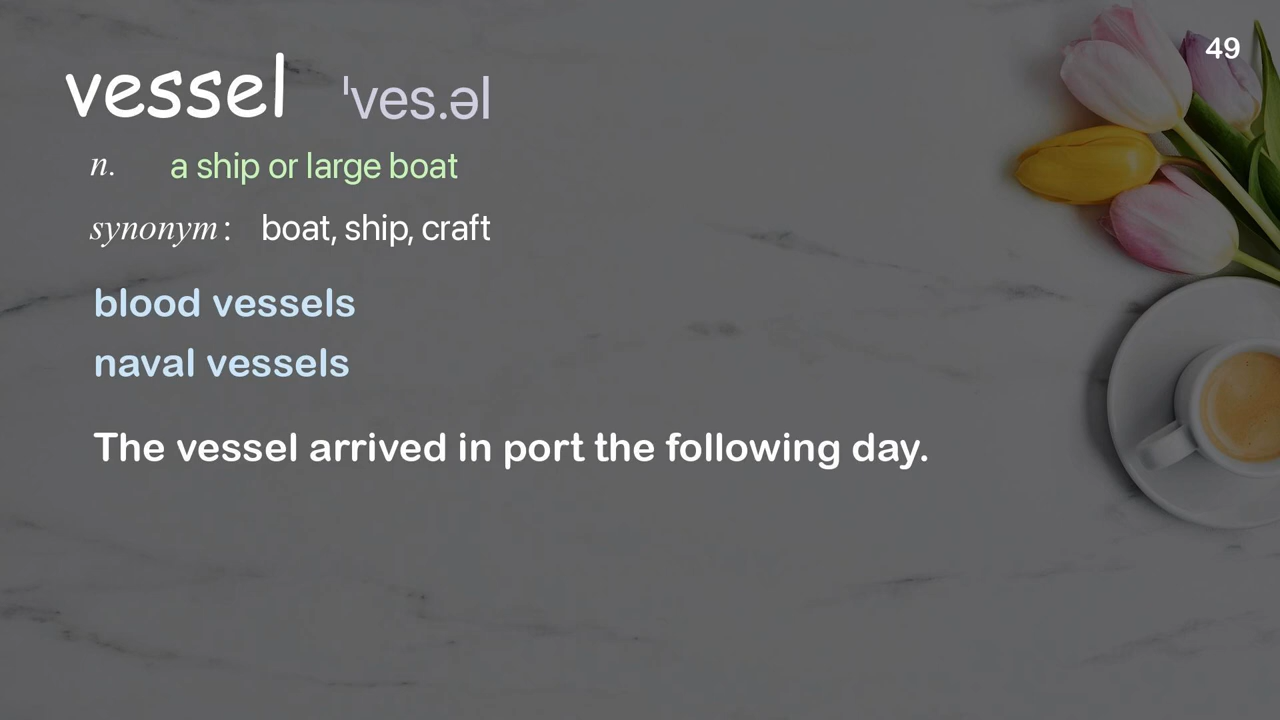 49
vessel ˈves.əl
n. a ship or large boat
synonym: boat, ship, craft
blood vessels
naval vessels
The vessel arrived in port the following day.